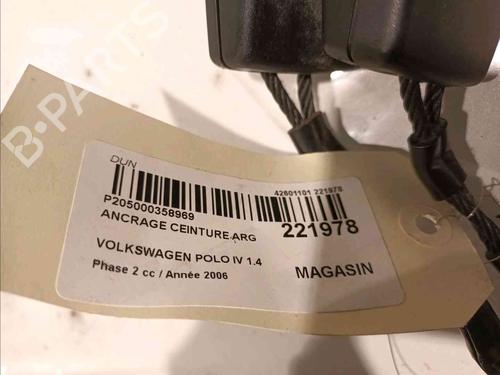 B-PARTS
DUN
P205000358969
42601101 221978
ANCRAGE CEINTURE ARG
221978
VOLKSWAGEN POLO IV 1.4
Phase 2 cc / Année 2006
MAGASIN